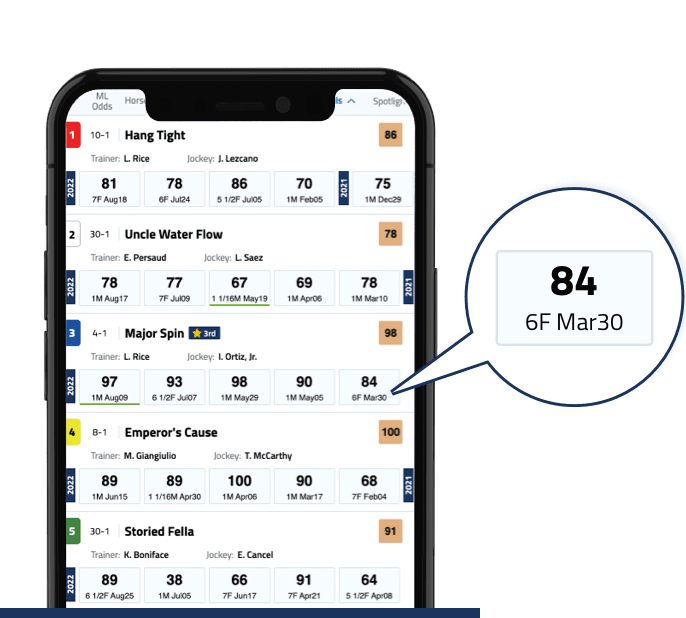 ML
Odds
ls
Spotlig
1 10-1 Hang Tight 86
Trainer: L. Rice Jockey: J. Lezcano
2022 81 78 86 70 2021 75
7F Aug18 6F Jul24 5 1/2F Jul05 1M Feb05 1M Dec29
2 30-1 Uncle Water Flow 78
Trainer: E. Persaud Jockey: L. Saez
2022 78 77 67 69 78 2021
1M Aug17 7F Jul09 1 1/16M May19 1M Apr06 1M Mar10
84
6F Mar30
3 4-1 Major Spin 3rd 98
Trainer: L. Rice Jockey: I. Ortiz, Jr.
2022 97 93 98 90 84
1M Aug09 6 1/2F Jul07 1M May29 1M May05 6F Mar30
4 8-1 Emperor's Cause 100
Trainer: M. Giangiulio Jockey: T. McCarthy
2022 89 89 100 90 68 2021
1M Jun15 1 1/16M Apr30 1M Apr06 1M Mar17 7F Feb04
5 30-1 Storied Fella 91
Trainer: K. Boniface Jockey: E. Cancel
2022 89 38 66 91 64
6 1/2F Aug25 1M Jul05 7F Jun17 7F Apr21 5 1/2F Apr08